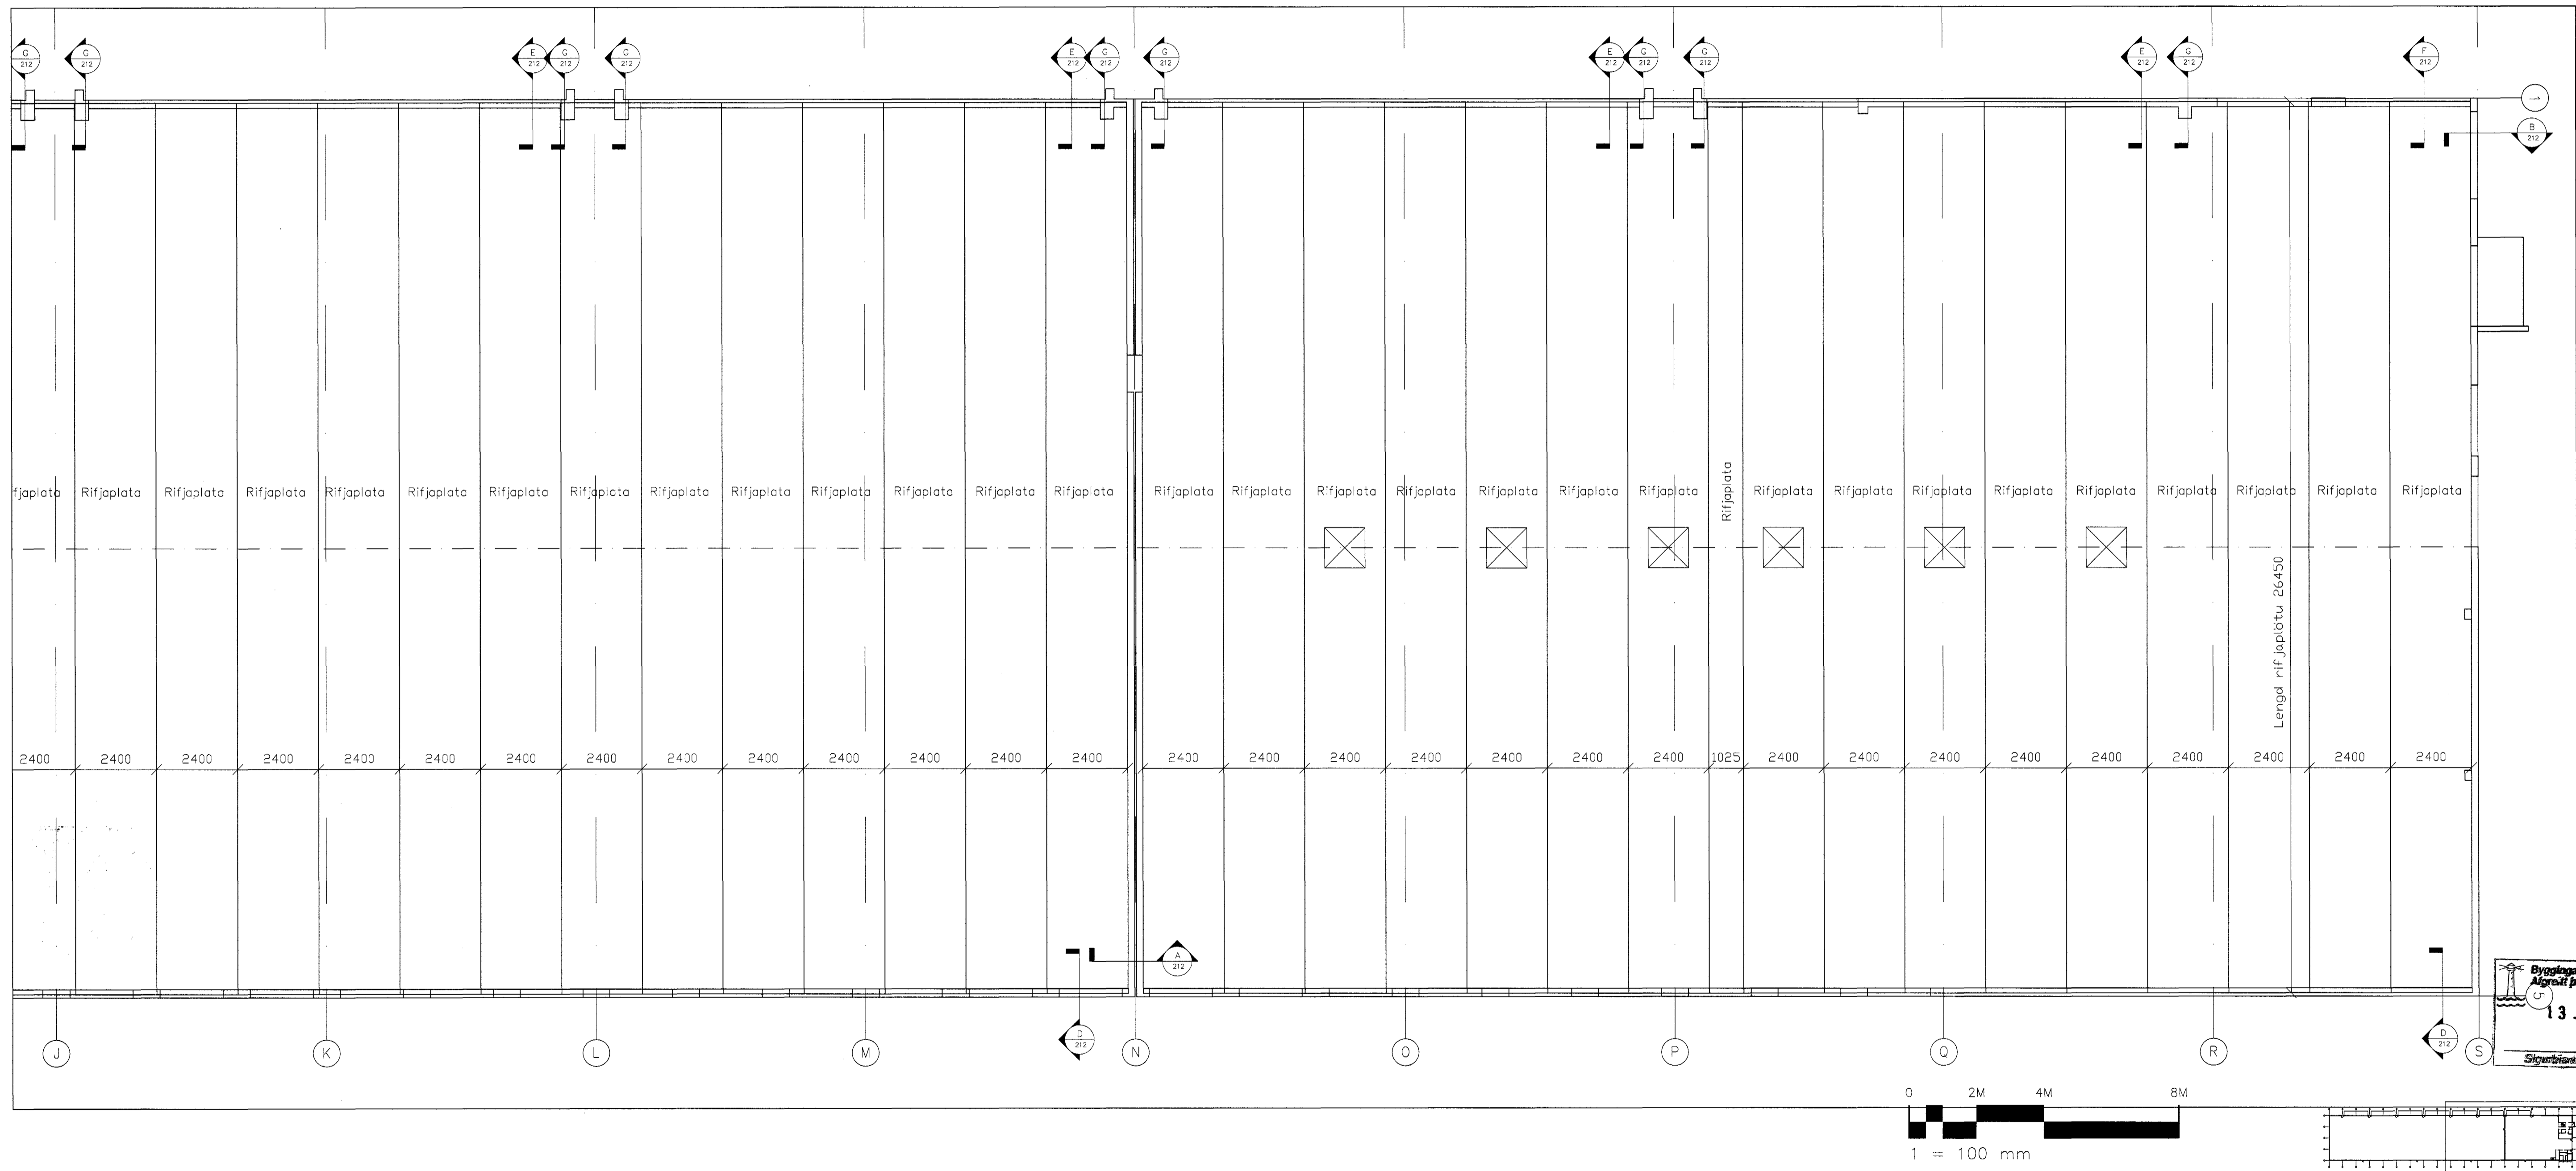 G 212
G 212
E 212
G 212
G 212
E 212
G 212
G 212
E 212
G 212
G 212
E 212
G 212
F 212
1
B 212
fjaplata Rifjaplata Rifjaplata Rifjaplata Rifjaplata Rifjaplata Rifjaplata Rifjaplata Rifjaplata Rifjaplata Rifjaplata Rifjaplata Rifjaplata Rifjaplata Rifjaplata Rifjaplata Rifjaplata Rifjaplata Rifjaplata Rifjaplata Rifjaplata Rifjaplata Rifjaplata Rifjaplata Rifjaplata Rifjaplata Rifjaplata Rifjaplata Rifjaplata Rifjaplata Rifjaplata
Lengd rifjaplötu 26450
2400 2400 2400 2400 2400 2400 2400 2400 2400 2400 2400 2400 2400 2400 2400 2400 2400 2400 2400 2400 2400 1025 2400 2400 2400 2400 2400 2400 2400 2400 2400
A 212
5
13.
D 212
D 212
J K L M N O P Q R S
0 2M 4M 8M
1 = 100 mm